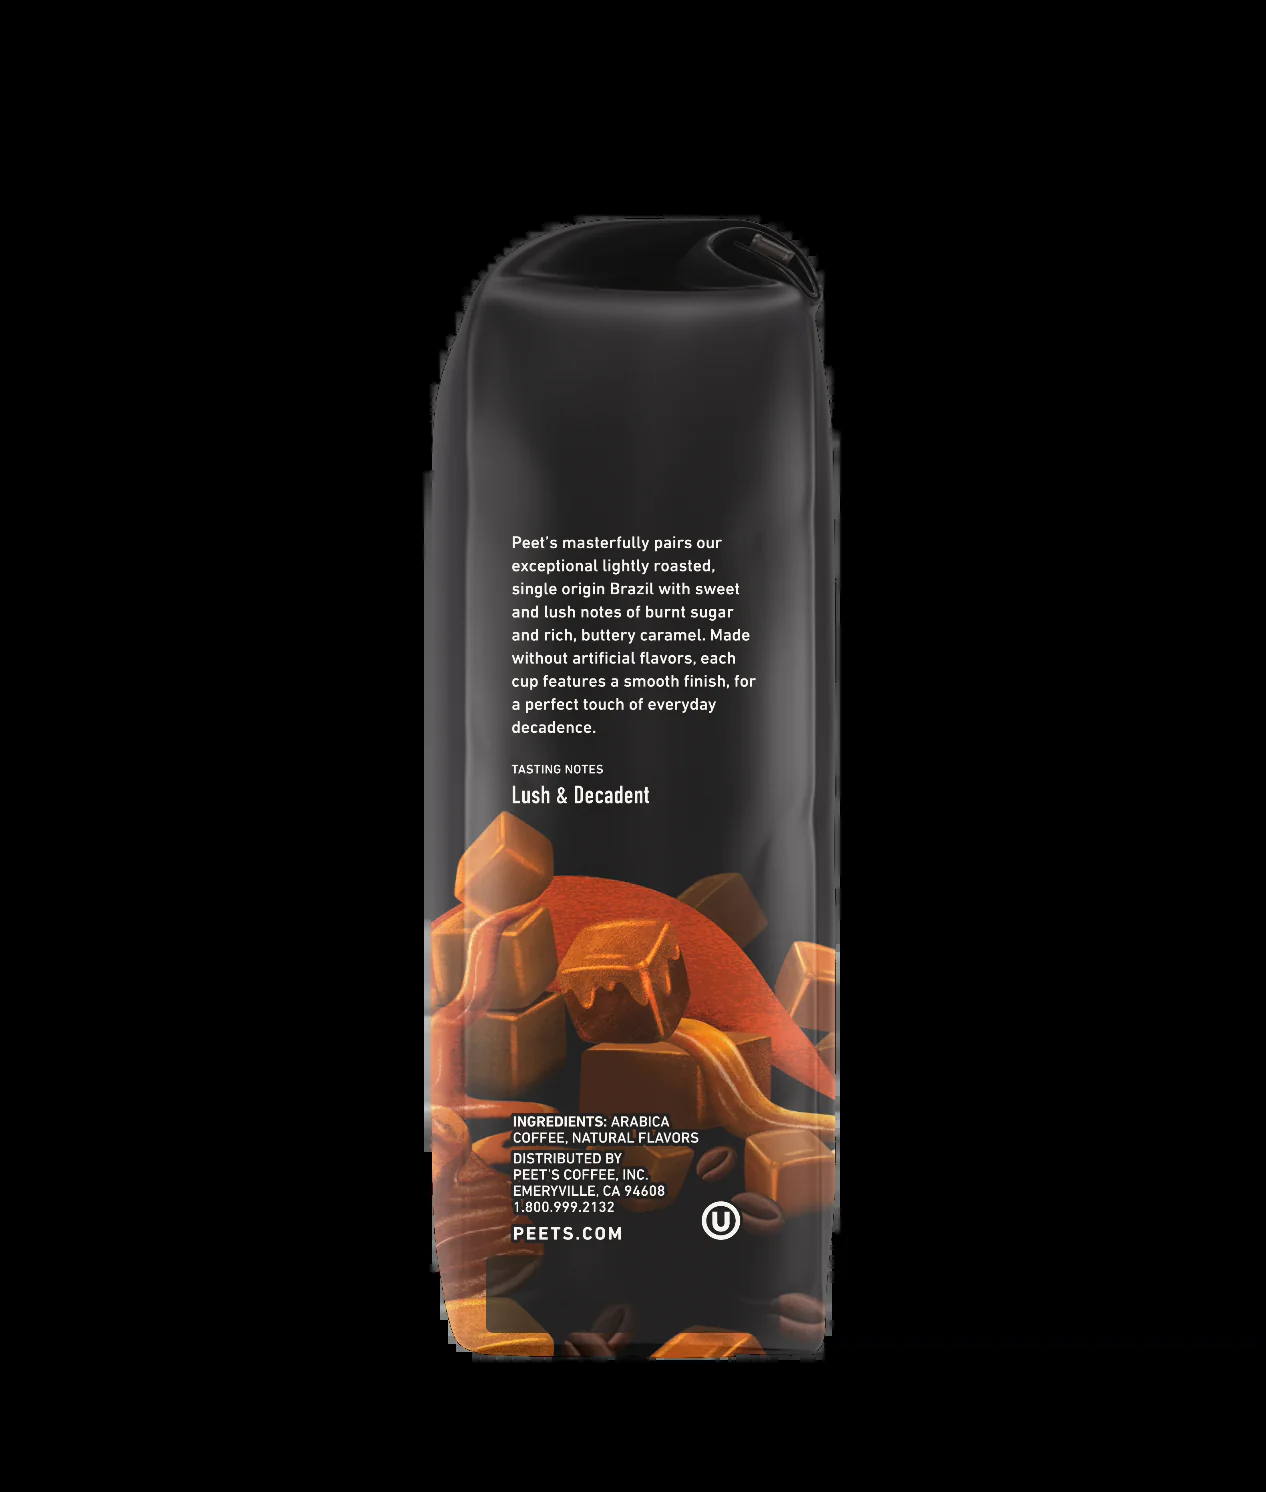 Peet's masterfully pairs our
exceptional lightly roasted,
single origin Brazil with sweet
and lush notes of burnt sugar
and rich, buttery caramel. Made
without artificial flavors, each
cup features a smooth finish, for
a perfect touch of everyday
decadence.
TASTING NOTES
Lush & Decadent
INGREDIENTS: ARABICA
COFFEE, NATURAL FLAVORS
DISTRIBUTED BY
PEET'S COFFEE, INC.
EMERYVILLE, CA 94608
1.800.999.2132
PEETS.COM
U